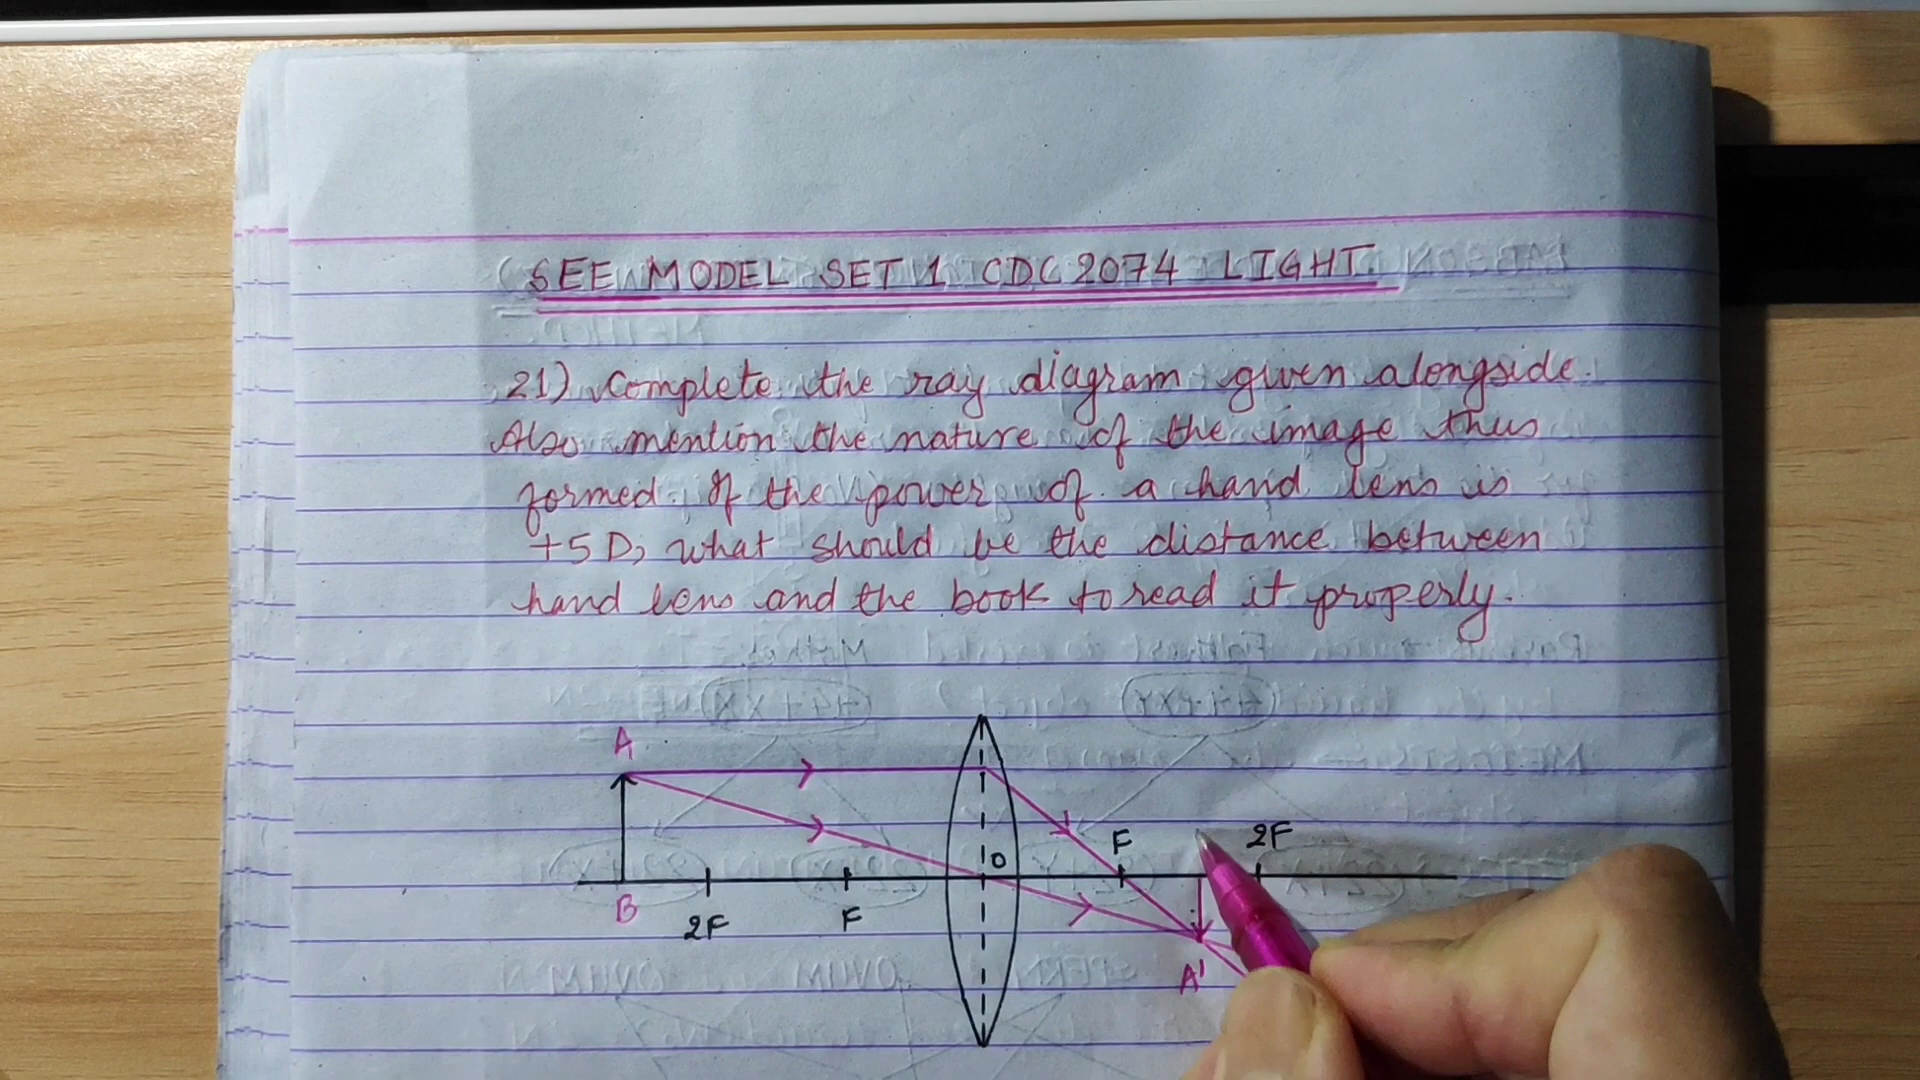 SEE MODEL SET 1 CDC 2074 LIGHT.
21) Complete the ray diagram given alongside.
Also mention the nature of the image thus
formed. If the power of a hand lens is
+5 D, what should be the distance between
hand lens and the book to read it properly.
A
F 2F
O
B 2F F
A'